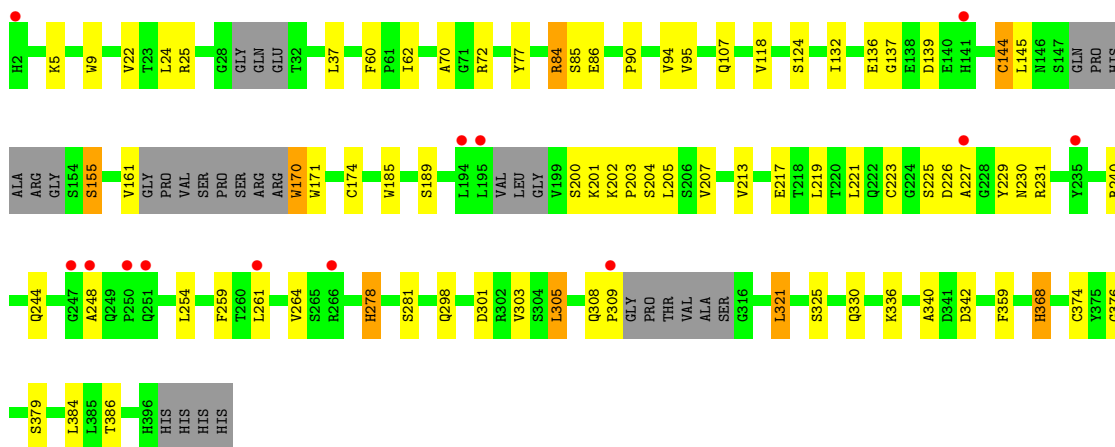 H2 K5 W9 V22 T23 L24 R25 G28 GLY GLN GLU T32 L37 F60 P61 I62 A70 G71 R72 Y77 R84 S85 E86 P90 V94 V95 Q107 V118 S124 I132 E136 G137 E138 D139 E140 H141 C144 L145 N146 S147 GLN PRO HIS
ALA ARG GLY S154 S155 V161 GLY PRO VAL SER PRO SER ARG ARG W170 W171 C174 W185 S189 L194 L195 VAL LEU GLY V199 S200 K201 K202 P203 S204 L205 S206 V207 V213 E217 T218 L219 T220 L221 Q222 C223 G224 S225 D226 A227 G228 Y229 N230 R231 Y235
Q244 G247 A248 Q249 P250 Q251 L254 F259 T260 L261 V264 S265 R266 H278 S281 Q298 D301 R302 V303 S304 L305 Q308 P309 GLY PRO THR VAL ALA SER G316 L321 S325 Q330 K336 A340 D341 D342 F359 H368 C374 Y375
S379 L384 L385 T386 H396 HIS HIS HIS HIS